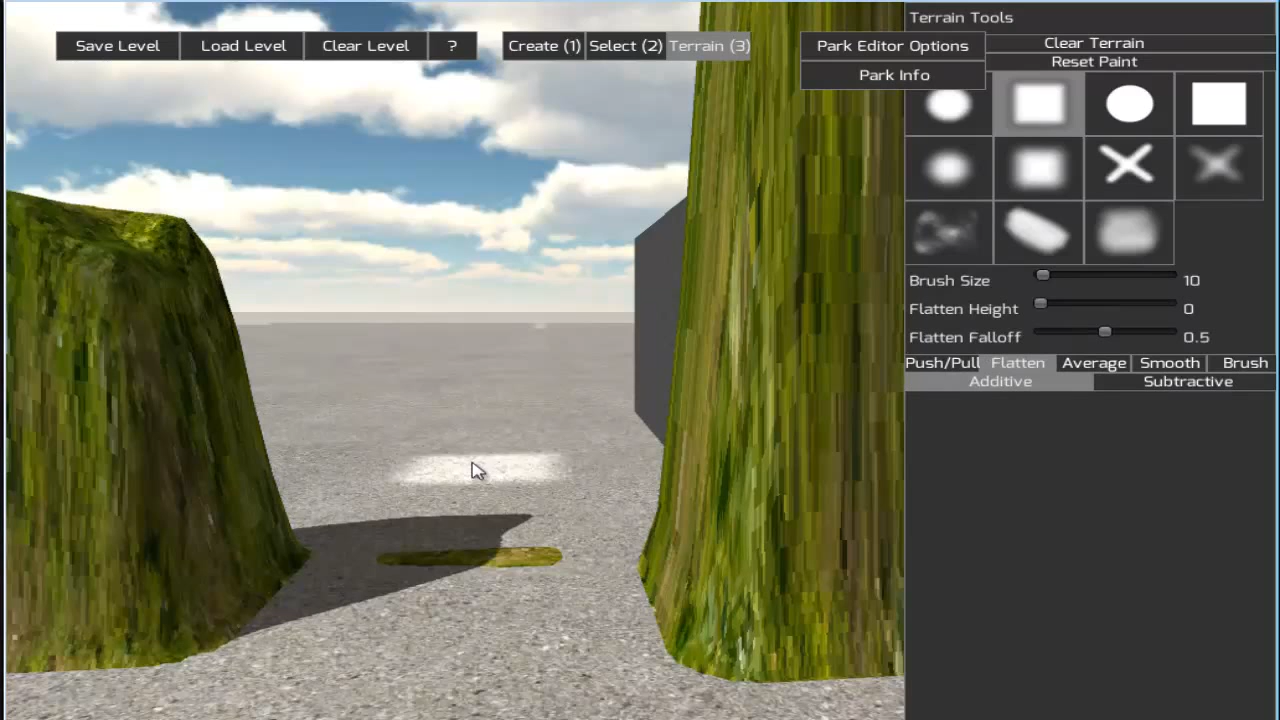 Terrain Tools
Save Level Load Level Clear Level ? Create (1) Select (2) Terrain (3) Park Editor Options
Park Info
Clear Terrain
Reset Paint
Brush Size 10
Flatten Height 0
Flatten Falloff 0.5
Push/Pull Flatten Average Smooth Brush
Additive Subtractive